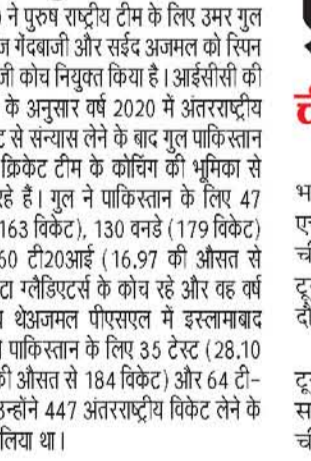 ) ने पुरुष राष्ट्रीय टीम के लिए उमर गुल
ज गेंदबाजी और सईद अजमल को स्पिन
जी कोच नियुक्त किया है। आईसीसी की
के अनुसार वर्ष 2020 में अंतरराष्ट्रीय
ट से संन्यास लेने के बाद गुल पाकिस्तान
क्रिकेट टीम के कोचिंग की भूमिका से
रहे हैं। गुल ने पाकिस्तान के लिए 47
163 विकेट), 130 वनडे (179 विकेट)
60 टी20आई (16.97 की औसत से
टा ग्लैडिएटर्स के कोच रहे और वह वर्ष
थेअजमल पीएसएल में इस्लामाबाद
पाकिस्तान के लिए 35 टेस्ट (28.10
की औसत से 184 विकेट) और 64 टी-
उन्होंने 447 अंतरराष्ट्रीय विकेट लेने के
लिया था।